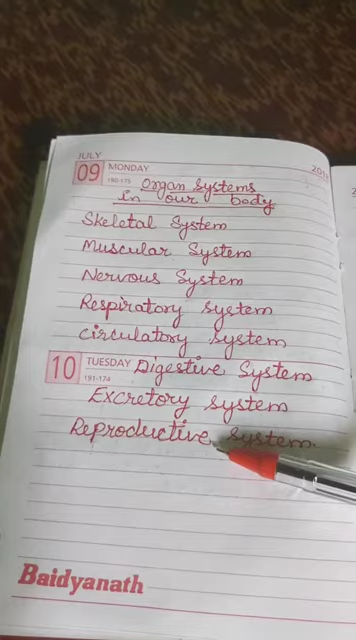 JULY
09 MONDAY 2012
190-175 Organ Systems
in our body
Skeletal System
Muscular System
Nervous System
Respiratory System
Circulatory System
10 TUESDAY Digestive System
191-174
Excretory System
Reproductive System.
Baidyanath